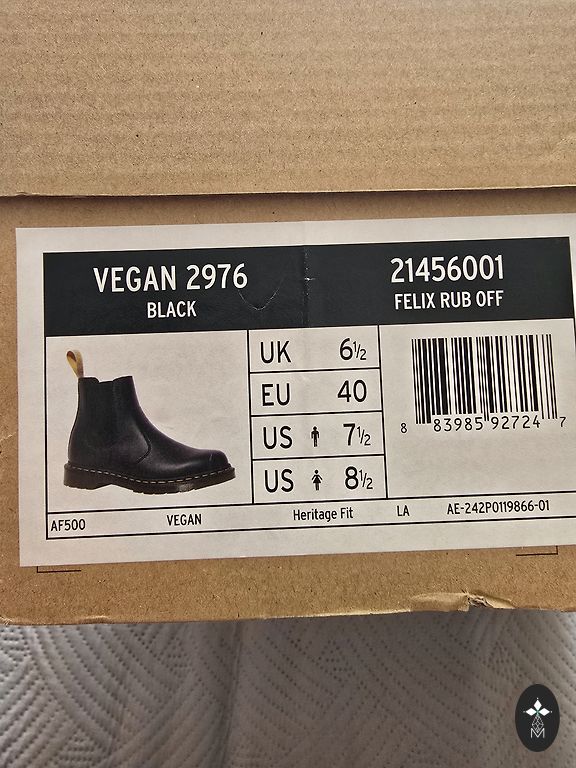 VEGAN 2976
BLACK
21456001
FELIX RUB OFF
UK 6½
EU 40
US 7½
US 8½
8 83985 92724 7
AF500 VEGAN Heritage Fit LA AE-242P0119866-01
M